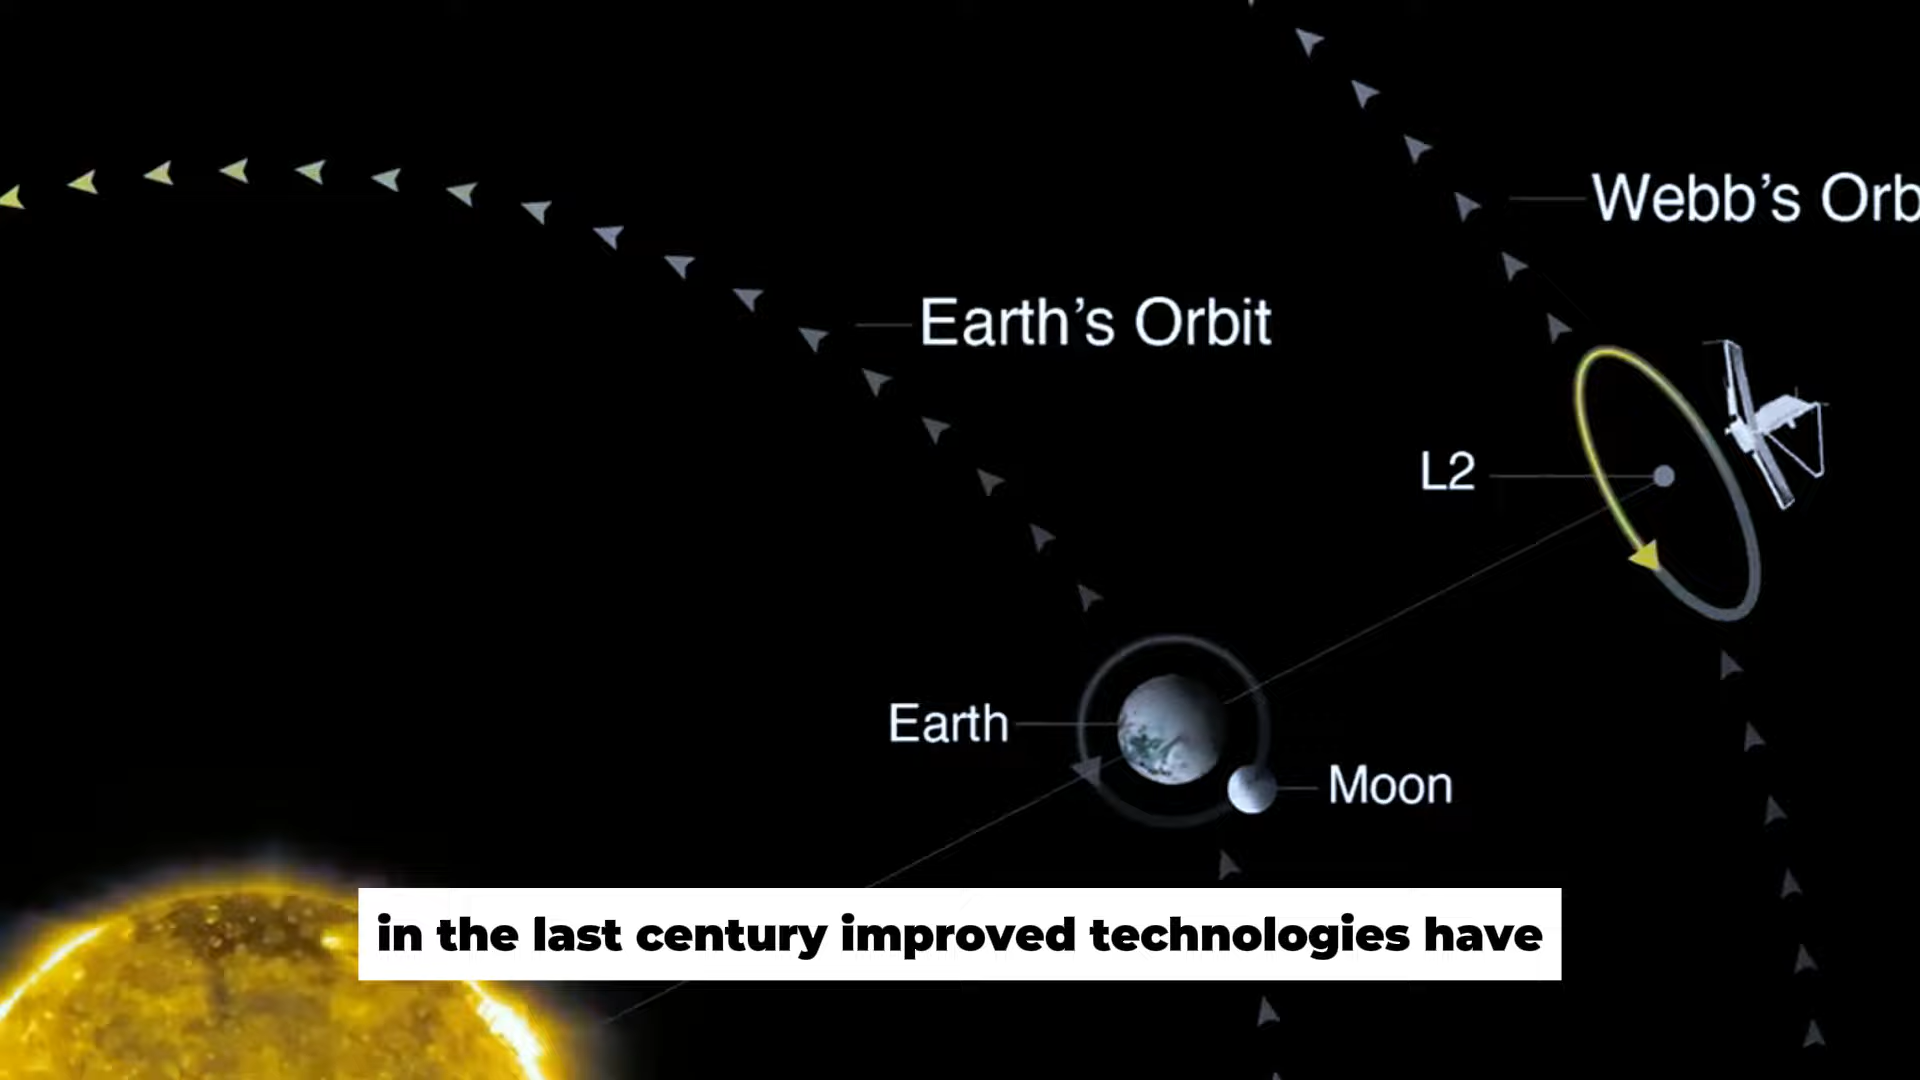 Webb's Orb
Earth's Orbit
L2
Earth
Moon
in the last century improved technologies have